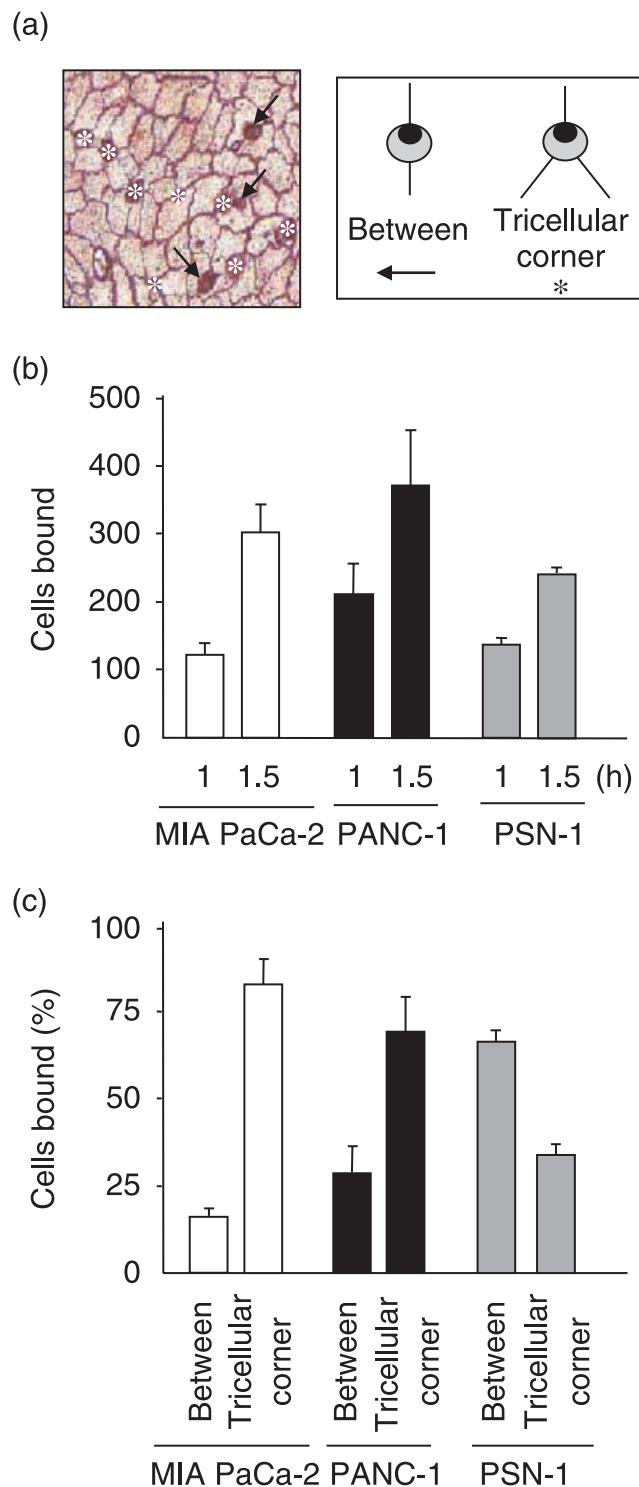 (a)
* * * * * * * *
Between
Tricellular
corner
*
(b)
Cells bound
500
400
300
200
100
0
1 1.5 1 1.5 1 1.5 (h)
MIA PaCa-2 PANC-1 PSN-1
(c)
Cells bound (%)
100
75
50
25
0
Between
Tricellular
corner
Between
Tricellular
corner
Between
Tricellular
corner
MIA PaCa-2 PANC-1 PSN-1